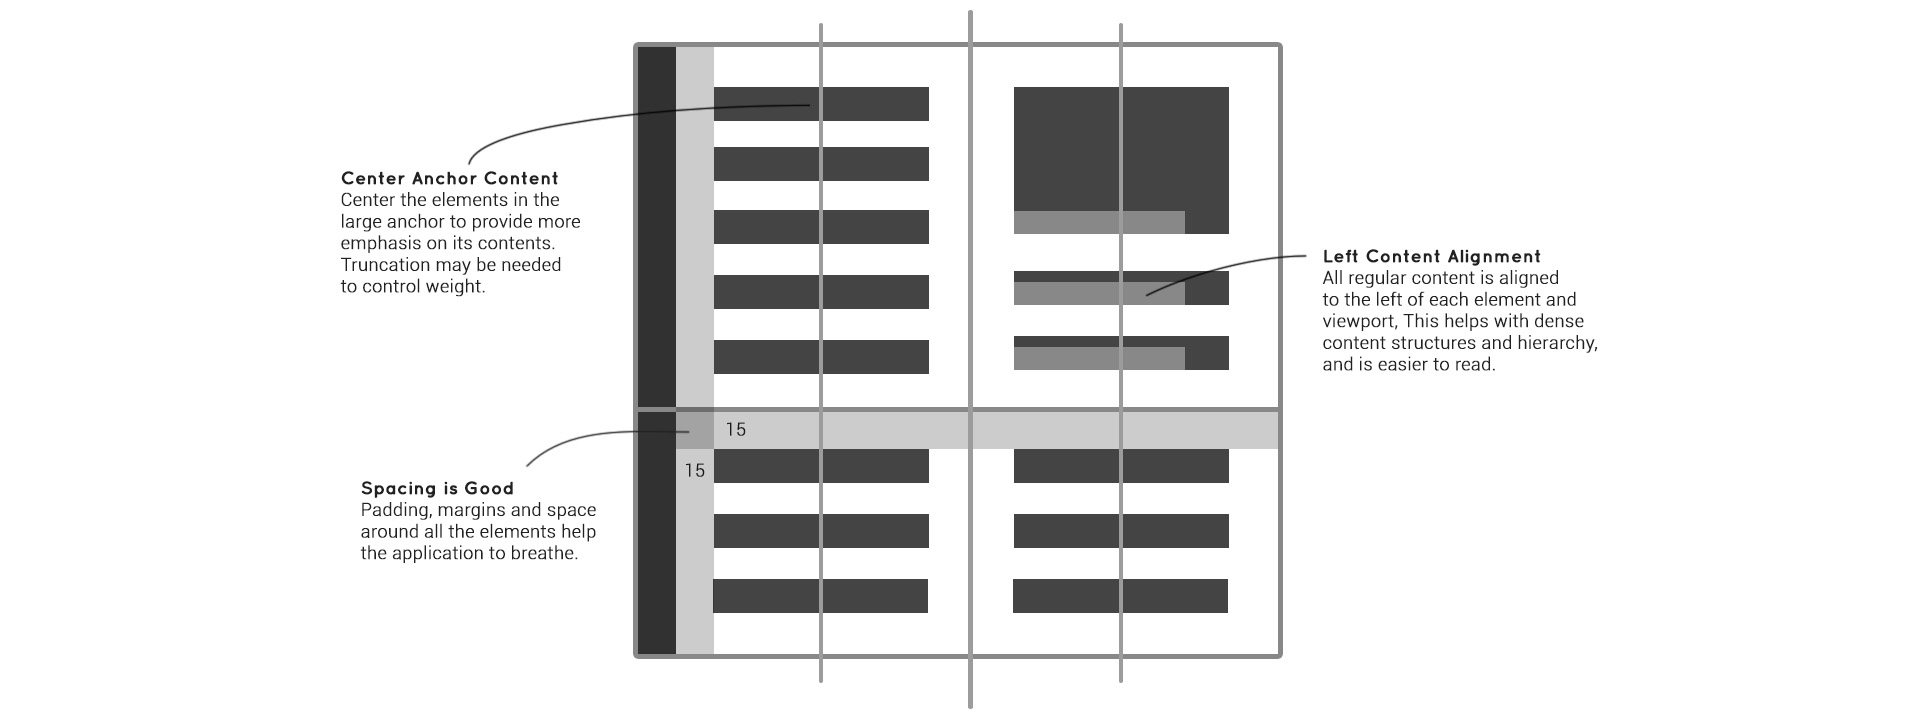 Center Anchor Content
Center the elements in the
large anchor to provide more
emphasis on its contents.
Truncation may be needed
to control weight.
Left Content Alignment
All regular content is aligned
to the left of each element and
viewport, This helps with dense
content structures and hierarchy,
and is easier to read.
15
15
Spacing is Good
Padding, margins and space
around all the elements help
the application to breathe.